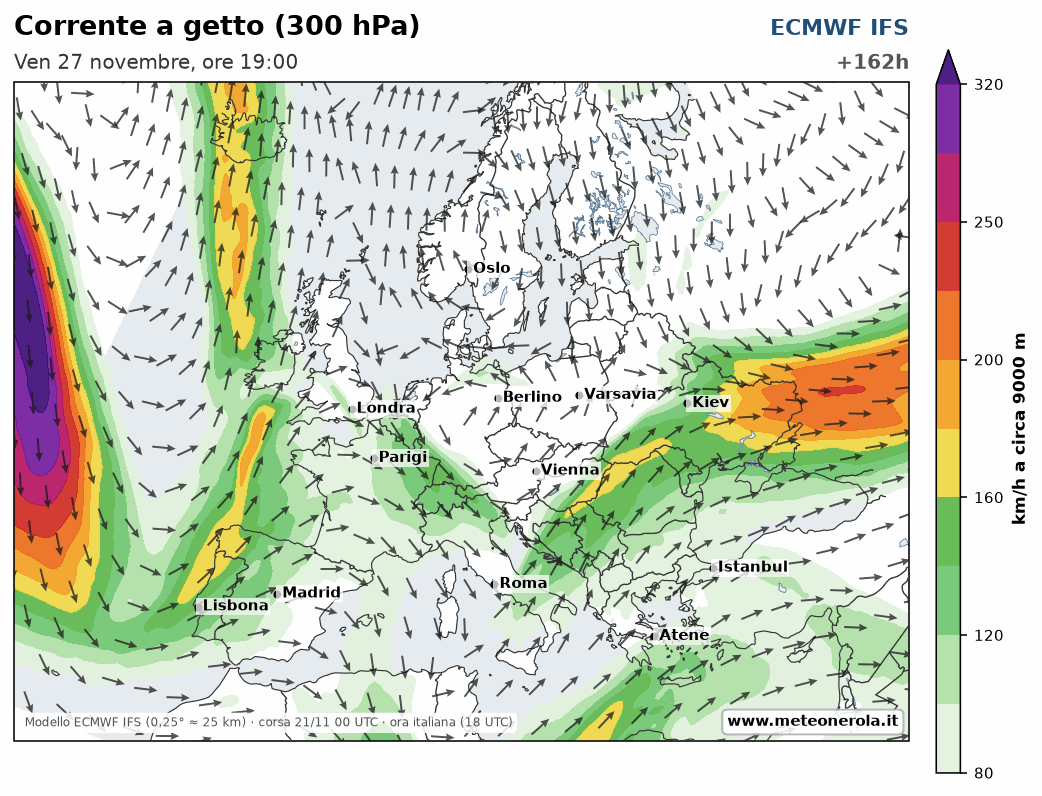 Corrente a getto (300 hPa)
ECMWF IFS
Ven 27 novembre, ore 19:00
+162h
320
250
200
160
120
80
km/h a circa 9000 m
Oslo
Berlino
Varsavia
Londra
Kiev
Parigi
Vienna
Istanbul
Roma
Madrid
Lisbona
Atene
Modello ECMWF IFS (0,25° ≈ 25 km) · corsa 21/11 00 UTC · ora italiana (18 UTC)
www.meteonerola.it